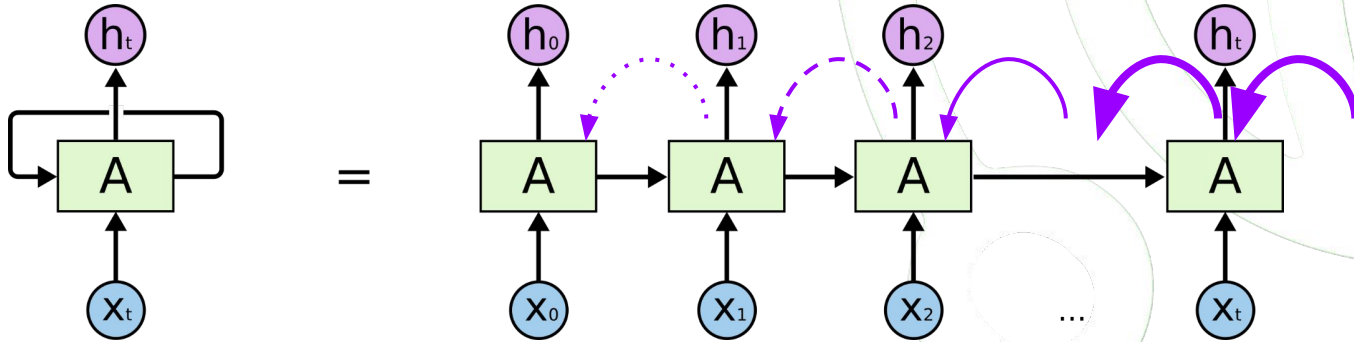 hₜ h₀ h₁ h₂ hₜ
A = A A A A
xₜ x₀ x₁ x₂ ... xₜ